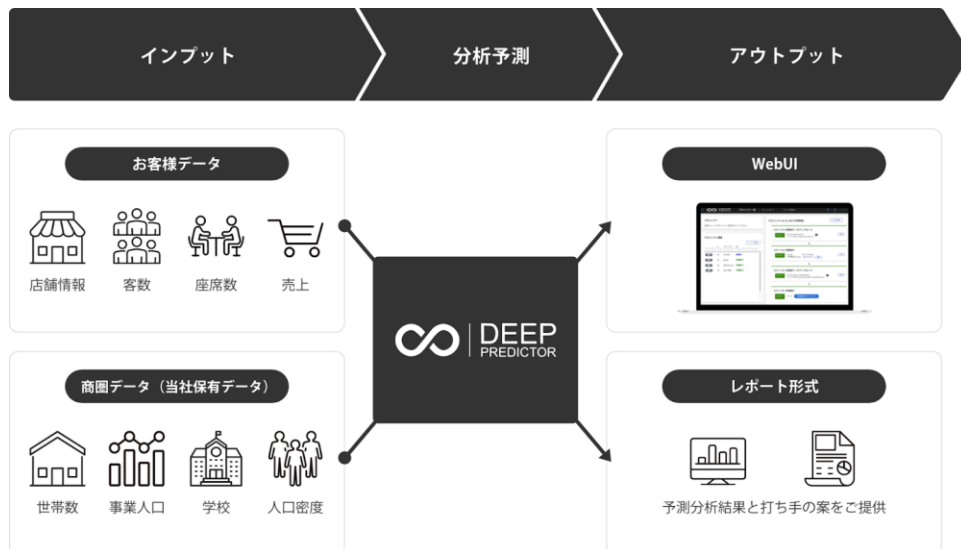 インプット
分析予測
アウトプット
お客様データ
店舗情報
客数
座席数
売上
商圏データ（当社保有データ）
世帯数
事業人口
学校
人口密度
DEEP
PREDICTOR
WebUI
レポート形式
予測分析結果と打ち手の案をご提供